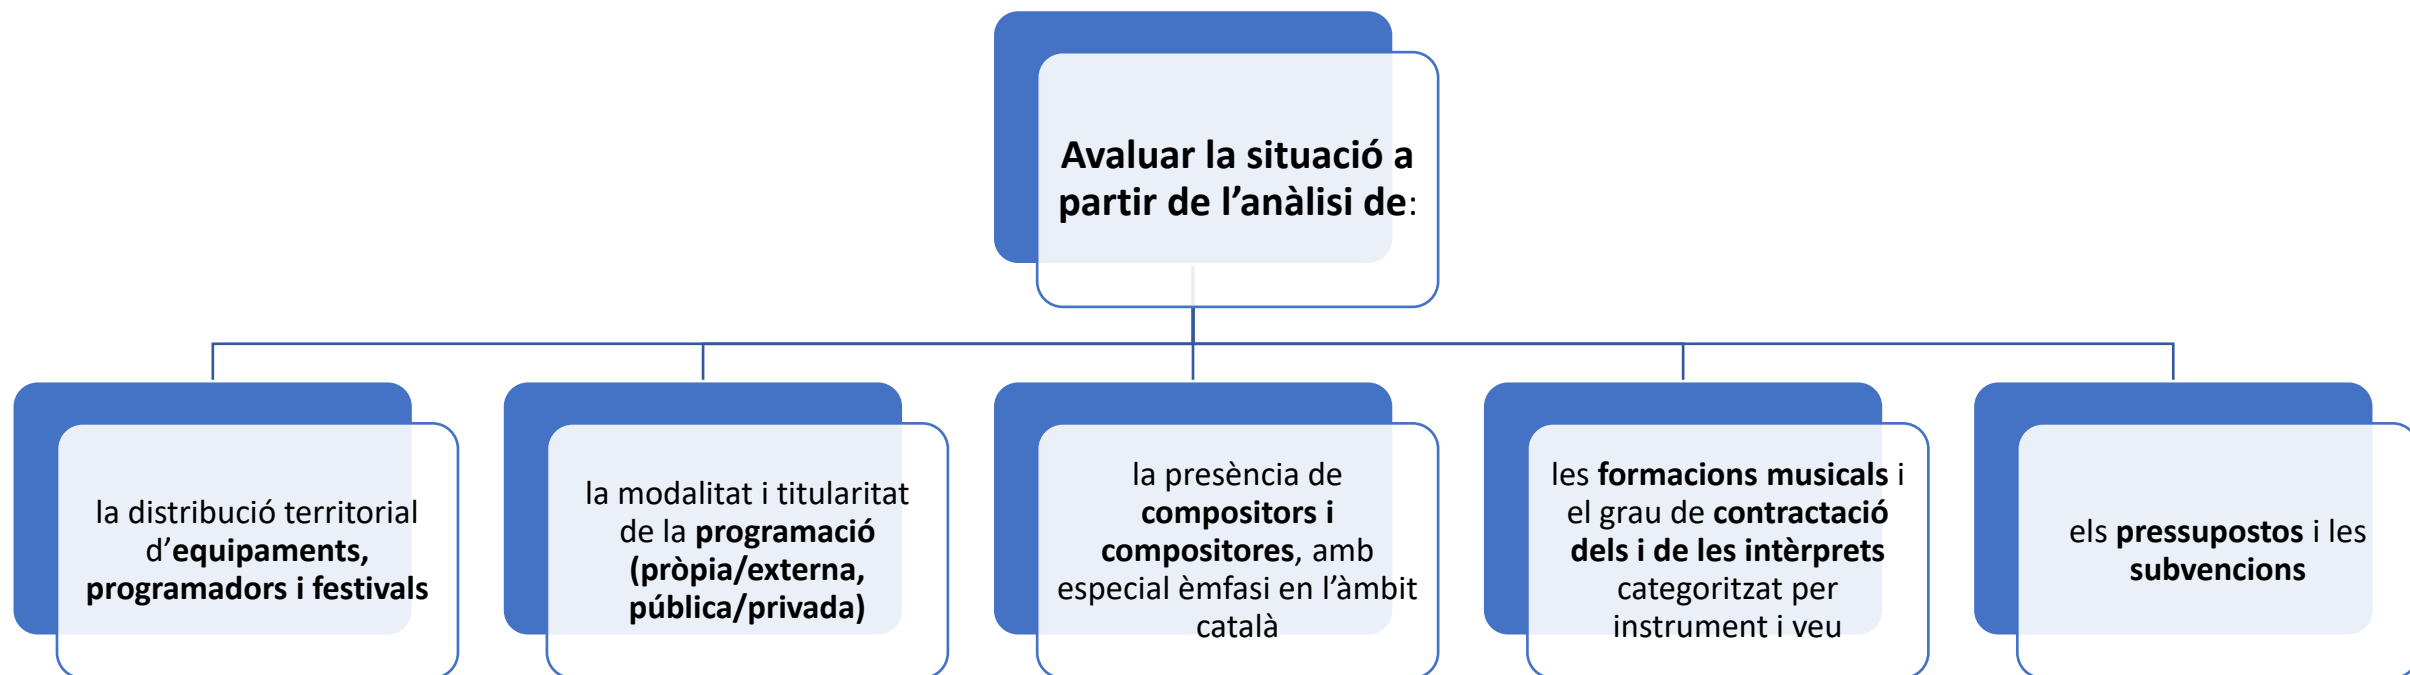 Avaluar la situació a
partir de l’anàlisi de:
la distribució territorial
d’equipaments,
programadors i festivals
la modalitat i titularitat
de la programació
(pròpia/externa,
pública/privada)
la presència de
compositors i
compositores, amb
especial èmfasi en l’àmbit
català
les formacions musicals i
el grau de contractació
dels i de les intèrprets
categoritzat per
instrument i veu
els pressupostos i les
subvencions